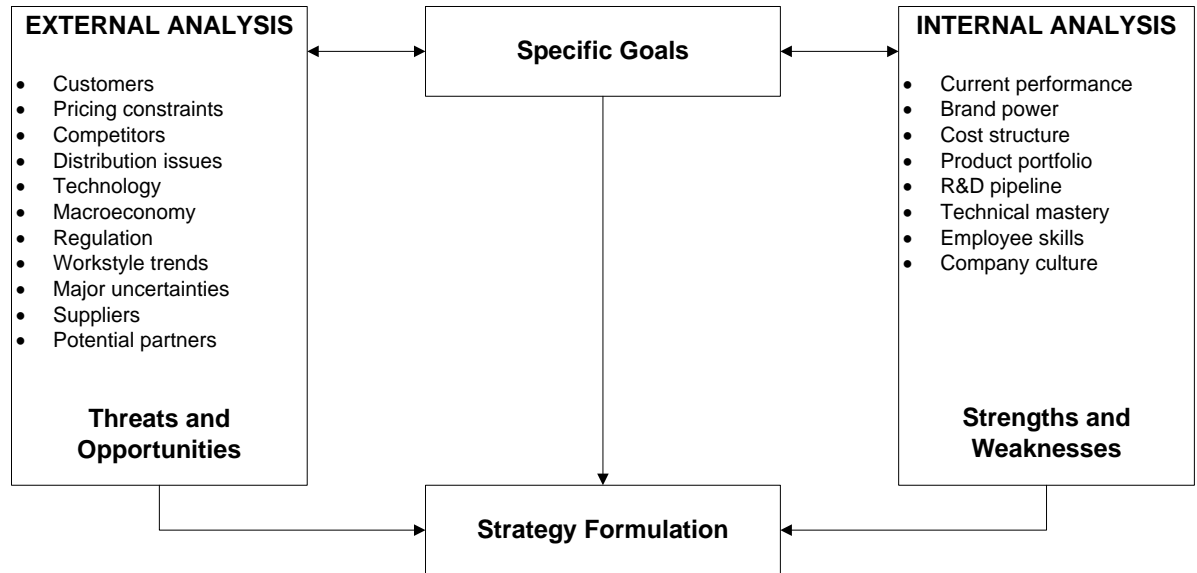 EXTERNAL ANALYSIS
• Customers
• Pricing constraints
• Competitors
• Distribution issues
• Technology
• Macroeconomy
• Regulation
• Workstyle trends
• Major uncertainties
• Suppliers
• Potential partners
Threats and
Opportunities
Specific Goals
INTERNAL ANALYSIS
• Current performance
• Brand power
• Cost structure
• Product portfolio
• R&D pipeline
• Technical mastery
• Employee skills
• Company culture
Strengths and
Weaknesses
Strategy Formulation